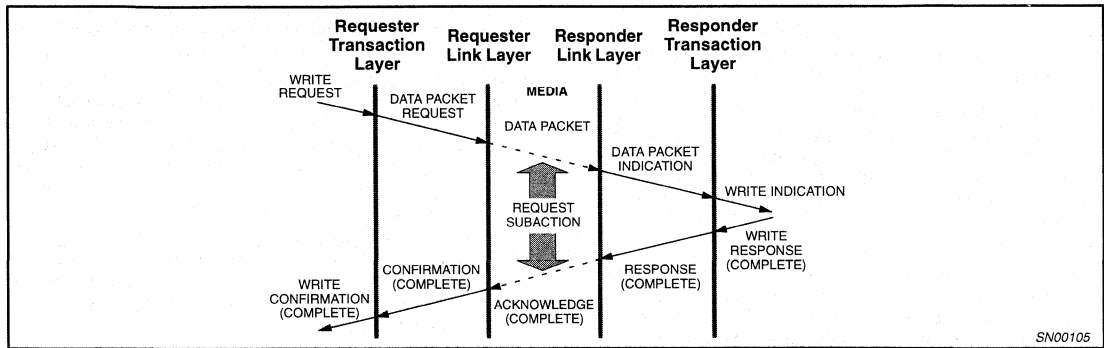 Requester
Transaction
Layer
Requester
Link Layer
Responder
Link Layer
Responder
Transaction
Layer
WRITE
REQUEST
DATA PACKET
REQUEST
MEDIA
DATA PACKET
DATA PACKET
INDICATION
WRITE INDICATION
REQUEST
SUBACTION
WRITE
RESPONSE
(COMPLETE)
RESPONSE
(COMPLETE)
ACKNOWLEDGE
(COMPLETE)
CONFIRMATION
(COMPLETE)
WRITE
CONFIRMATION
(COMPLETE)
SN00105